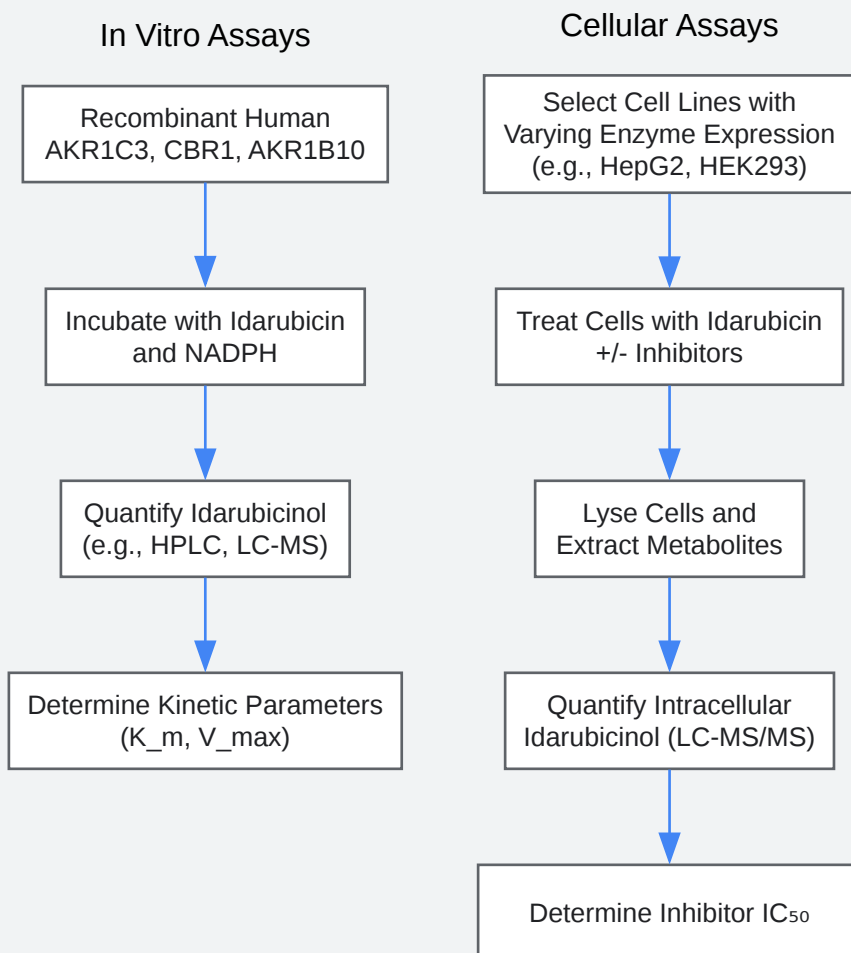 In Vitro Assays
Recombinant Human
AKR1C3, CBR1, AKR1B10
Incubate with Idarubicin
and NADPH
Quantify Idarubicinol
(e.g., HPLC, LC-MS)
Determine Kinetic Parameters
(K_m, V_max)
Cellular Assays
Select Cell Lines with
Varying Enzyme Expression
(e.g., HepG2, HEK293)
Treat Cells with Idarubicin
+/- Inhibitors
Lyse Cells and
Extract Metabolites
Quantify Intracellular
Idarubicinol (LC-MS/MS)
Determine Inhibitor IC₅₀